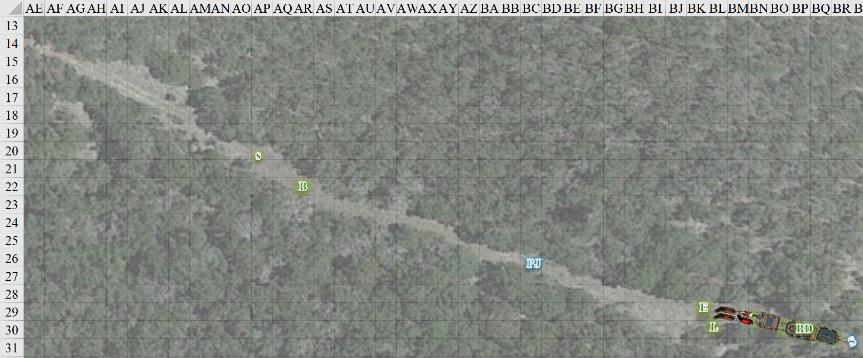 AE AF AG AH AI AJ AK AL AM AN AO AP AQ AR AS AT AU AV AW AX AY AZ BA BB BC BD BE BF BG BH BI BJ BK BL BM BN BO BP BQ BR B
13
14
15
16
17
18
19
20
s
21
22
B
23
24
25
26
PJ
27
28
E
29
L
30
BD
31